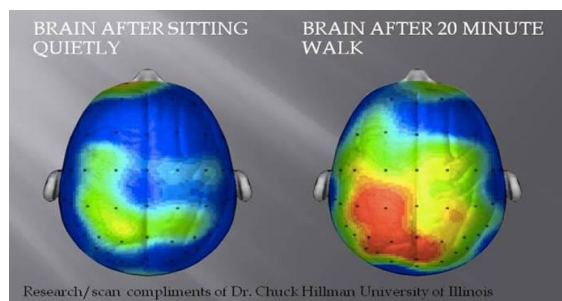 BRAIN AFTER SITTING
QUIETLY
BRAIN AFTER 20 MINUTE
WALK
Research/scan compliments of Dr. Chuck Hillman University of Illinois